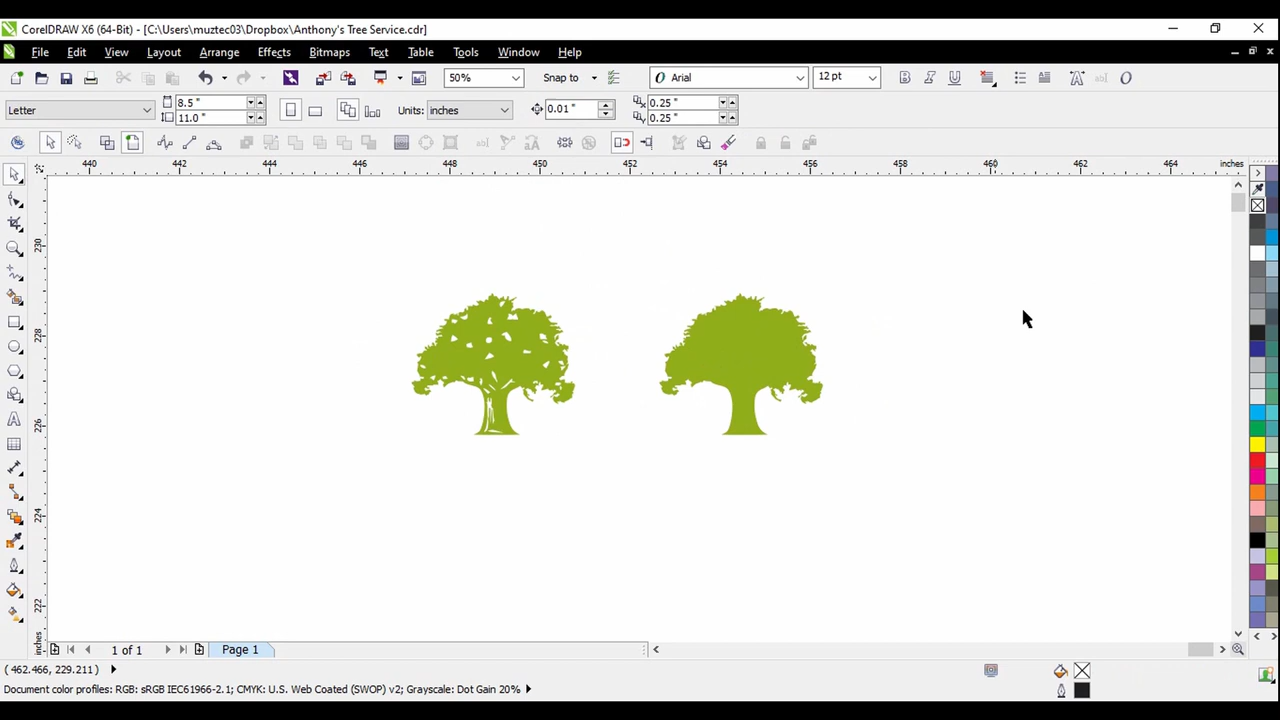 CorelDRAW X6 (64-Bit) - [C:\Users\muztec03\Dropbox\Anthony's Tree Service.cdr]
File Edit View Layout Arrange Effects Bitmaps Text Table Tools Window Help
50% Snap to Arial 12 pt
Letter 8.5 " 11.0 " Units: inches 0.01 " 0.25 " 0.25 "
440 442 444 446 448 450 452 454 456 458 460 462 464 inches
230
228
226
224
222
inches
1 of 1 Page 1
( 462.466, 229.211 )
Document color profiles: RGB: sRGB IEC61966-2.1; CMYK: U.S. Web Coated (SWOP) v2; Grayscale: Dot Gain 20%